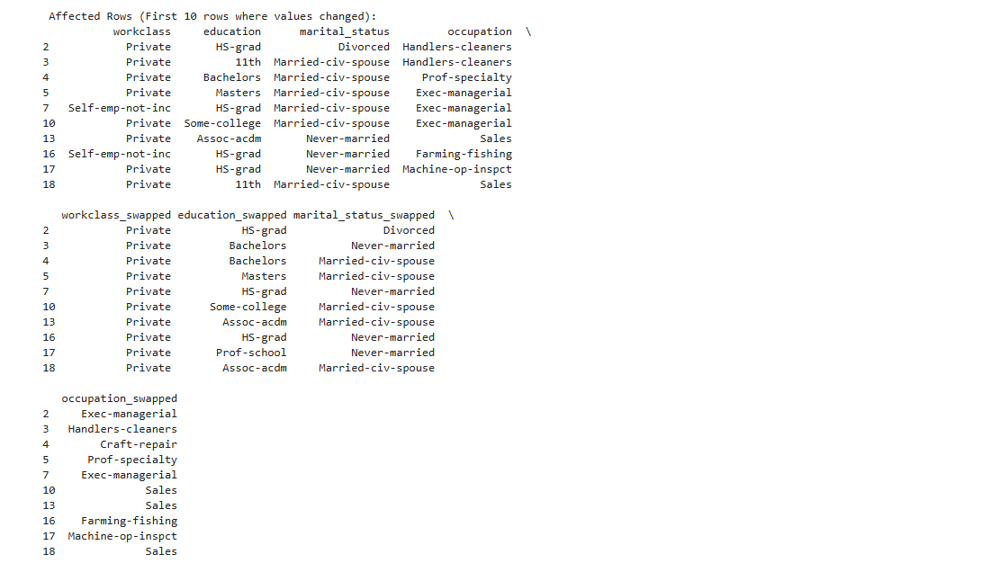 Affected Rows (First 10 rows where values changed):
workclass education marital_status occupation \
2 Private HS-grad Divorced Handlers-cleaners
3 Private 11th Married-civ-spouse Handlers-cleaners
4 Private Bachelors Married-civ-spouse Prof-specialty
5 Private Masters Married-civ-spouse Exec-managerial
7 Self-emp-not-inc HS-grad Married-civ-spouse Exec-managerial
10 Private Some-college Married-civ-spouse Exec-managerial
13 Private Assoc-acdm Never-married Sales
16 Self-emp-not-inc HS-grad Never-married Farming-fishing
17 Private HS-grad Never-married Machine-op-inspct
18 Private 11th Married-civ-spouse Sales
workclass_swapped education_swapped marital_status_swapped \
2 Private HS-grad Divorced
3 Private Bachelors Never-married
4 Private Bachelors Married-civ-spouse
5 Private Masters Married-civ-spouse
7 Private HS-grad Never-married
10 Private Some-college Married-civ-spouse
13 Private Assoc-acdm Married-civ-spouse
16 Private HS-grad Never-married
17 Private Prof-school Never-married
18 Private Assoc-acdm Married-civ-spouse
occupation_swapped
2 Exec-managerial
3 Handlers-cleaners
4 Craft-repair
5 Prof-specialty
7 Exec-managerial
10 Sales
13 Sales
16 Farming-fishing
17 Machine-op-inspct
18 Sales